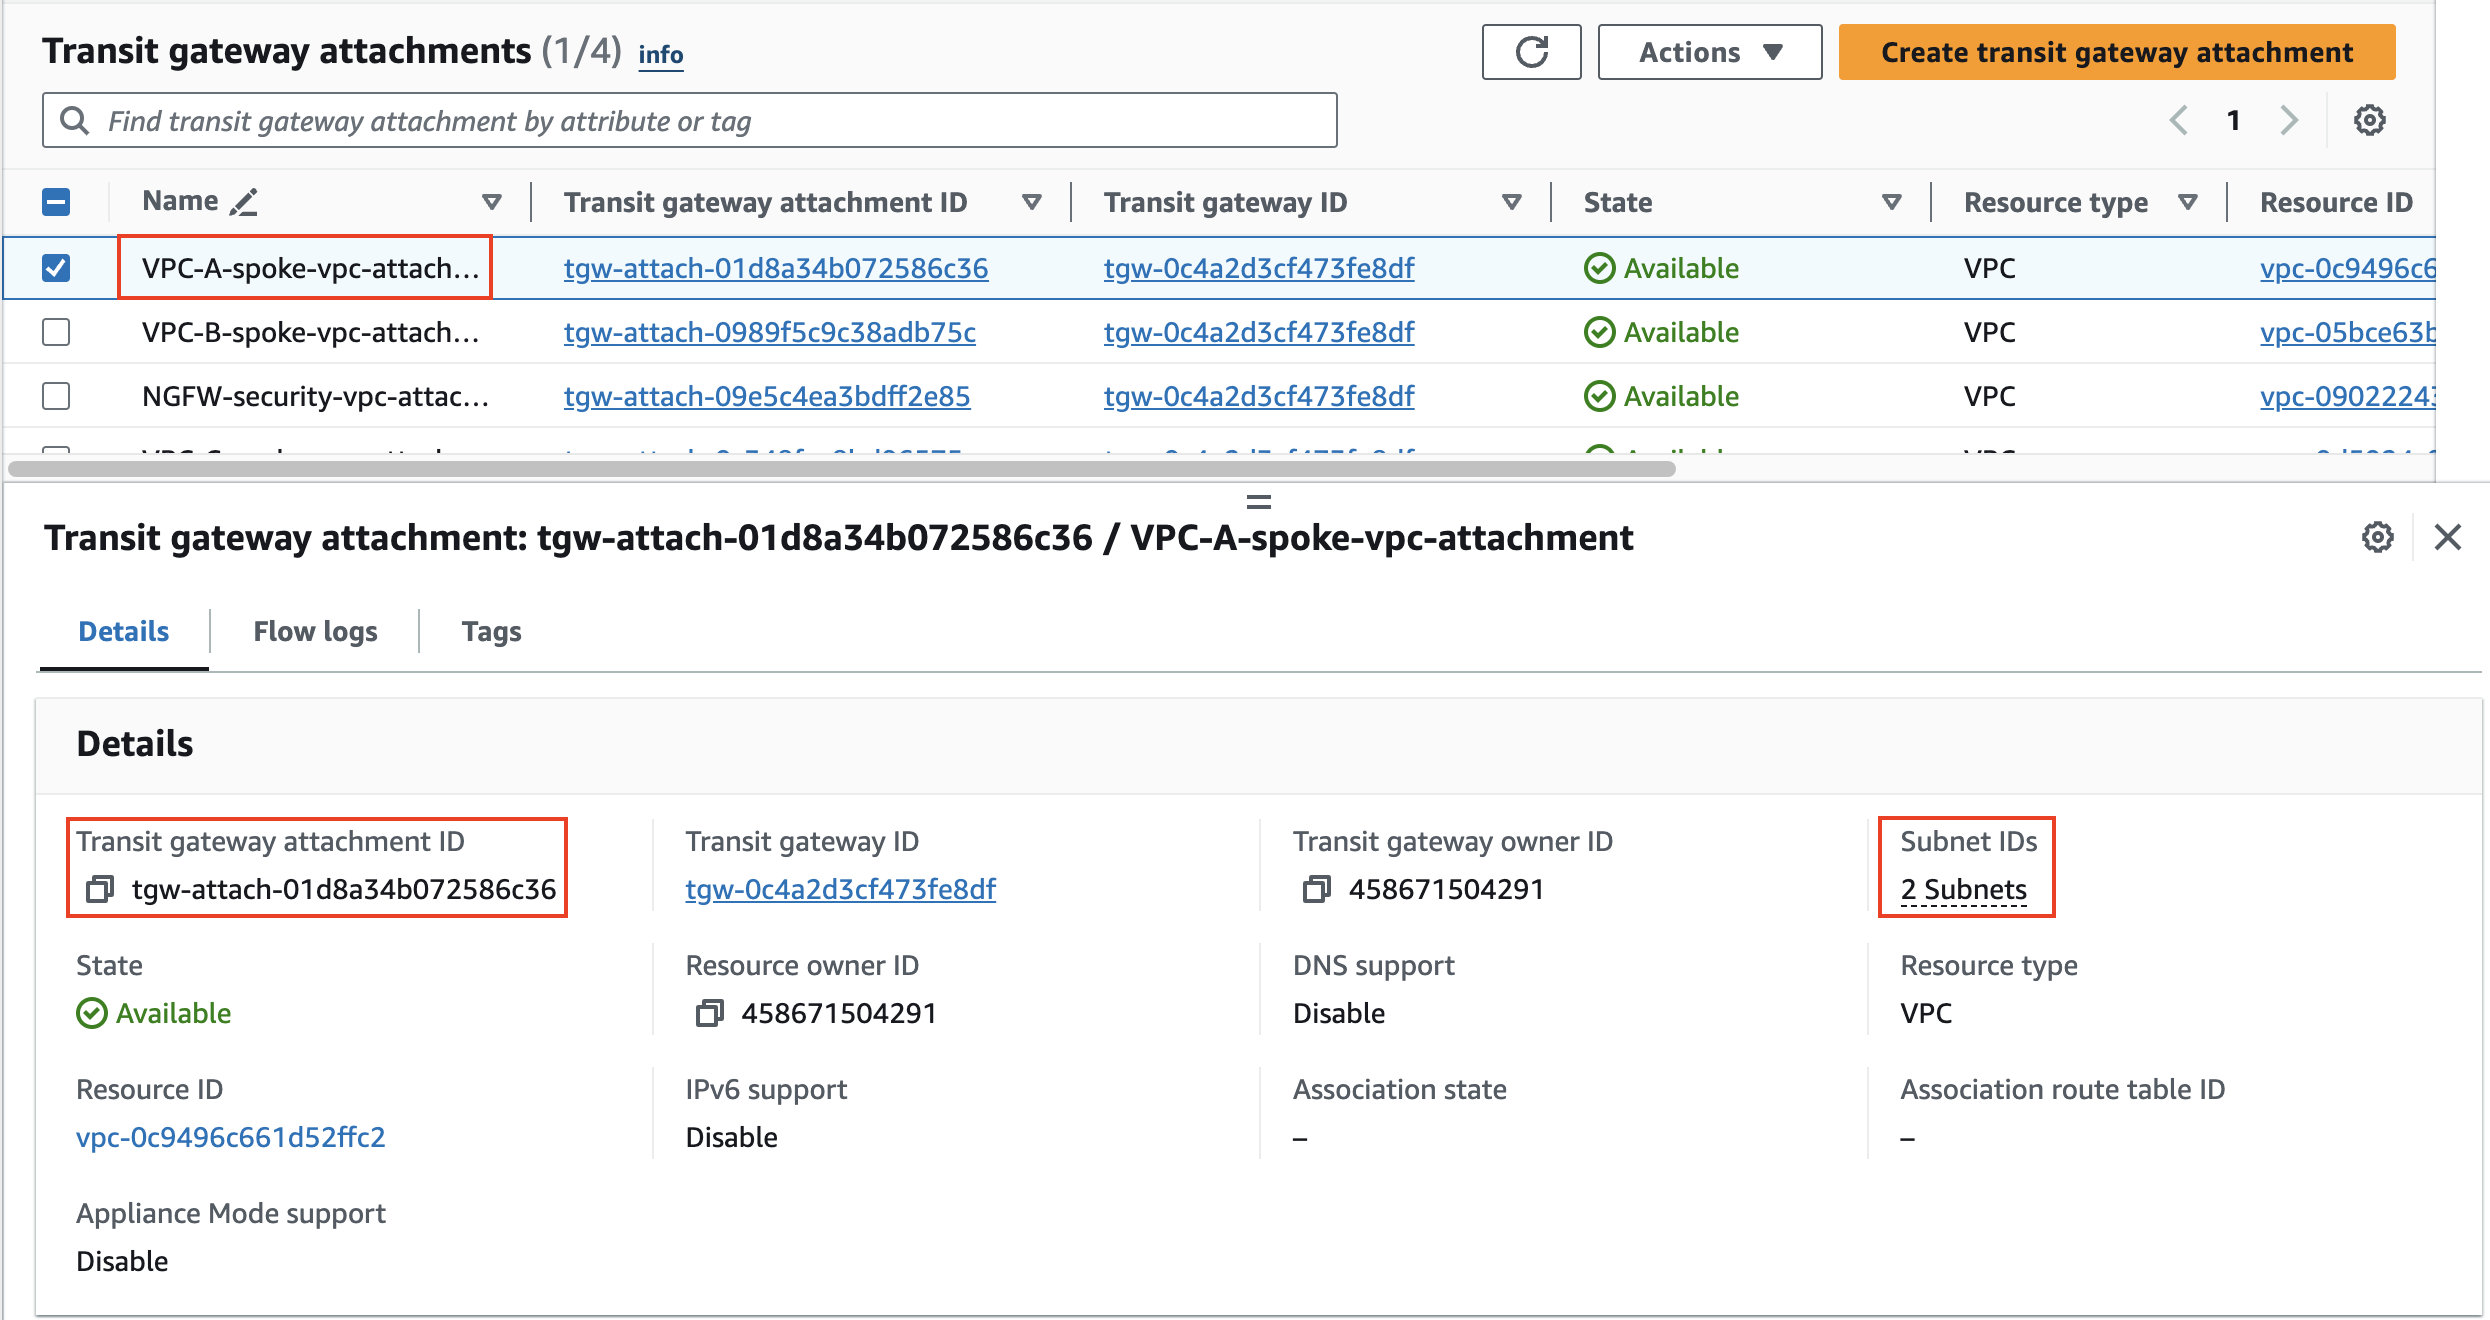 Transit gateway attachments (1/4) info
Actions
Create transit gateway attachment
Find transit gateway attachment by attribute or tag
1
Name Transit gateway attachment ID Transit gateway ID State Resource type Resource ID
VPC-A-spoke-vpc-attach... tgw-attach-01d8a34b072586c36 tgw-0c4a2d3cf473fe8df Available VPC vpc-0c9496c6
VPC-B-spoke-vpc-attach... tgw-attach-0989f5c9c38adb75c tgw-0c4a2d3cf473fe8df Available VPC vpc-05bce63b
NGFW-security-vpc-attac... tgw-attach-09e5c4ea3bdff2e85 tgw-0c4a2d3cf473fe8df Available VPC vpc-09022243
Transit gateway attachment: tgw-attach-01d8a34b072586c36 / VPC-A-spoke-vpc-attachment
Details Flow logs Tags
Details
Transit gateway attachment ID
tgw-attach-01d8a34b072586c36
Transit gateway ID
tgw-0c4a2d3cf473fe8df
Transit gateway owner ID
458671504291
Subnet IDs
2 Subnets
State
Available
Resource owner ID
458671504291
DNS support
Disable
Resource type
VPC
Resource ID
vpc-0c9496c661d52ffc2
IPv6 support
Disable
Association state
–
Association route table ID
–
Appliance Mode support
Disable